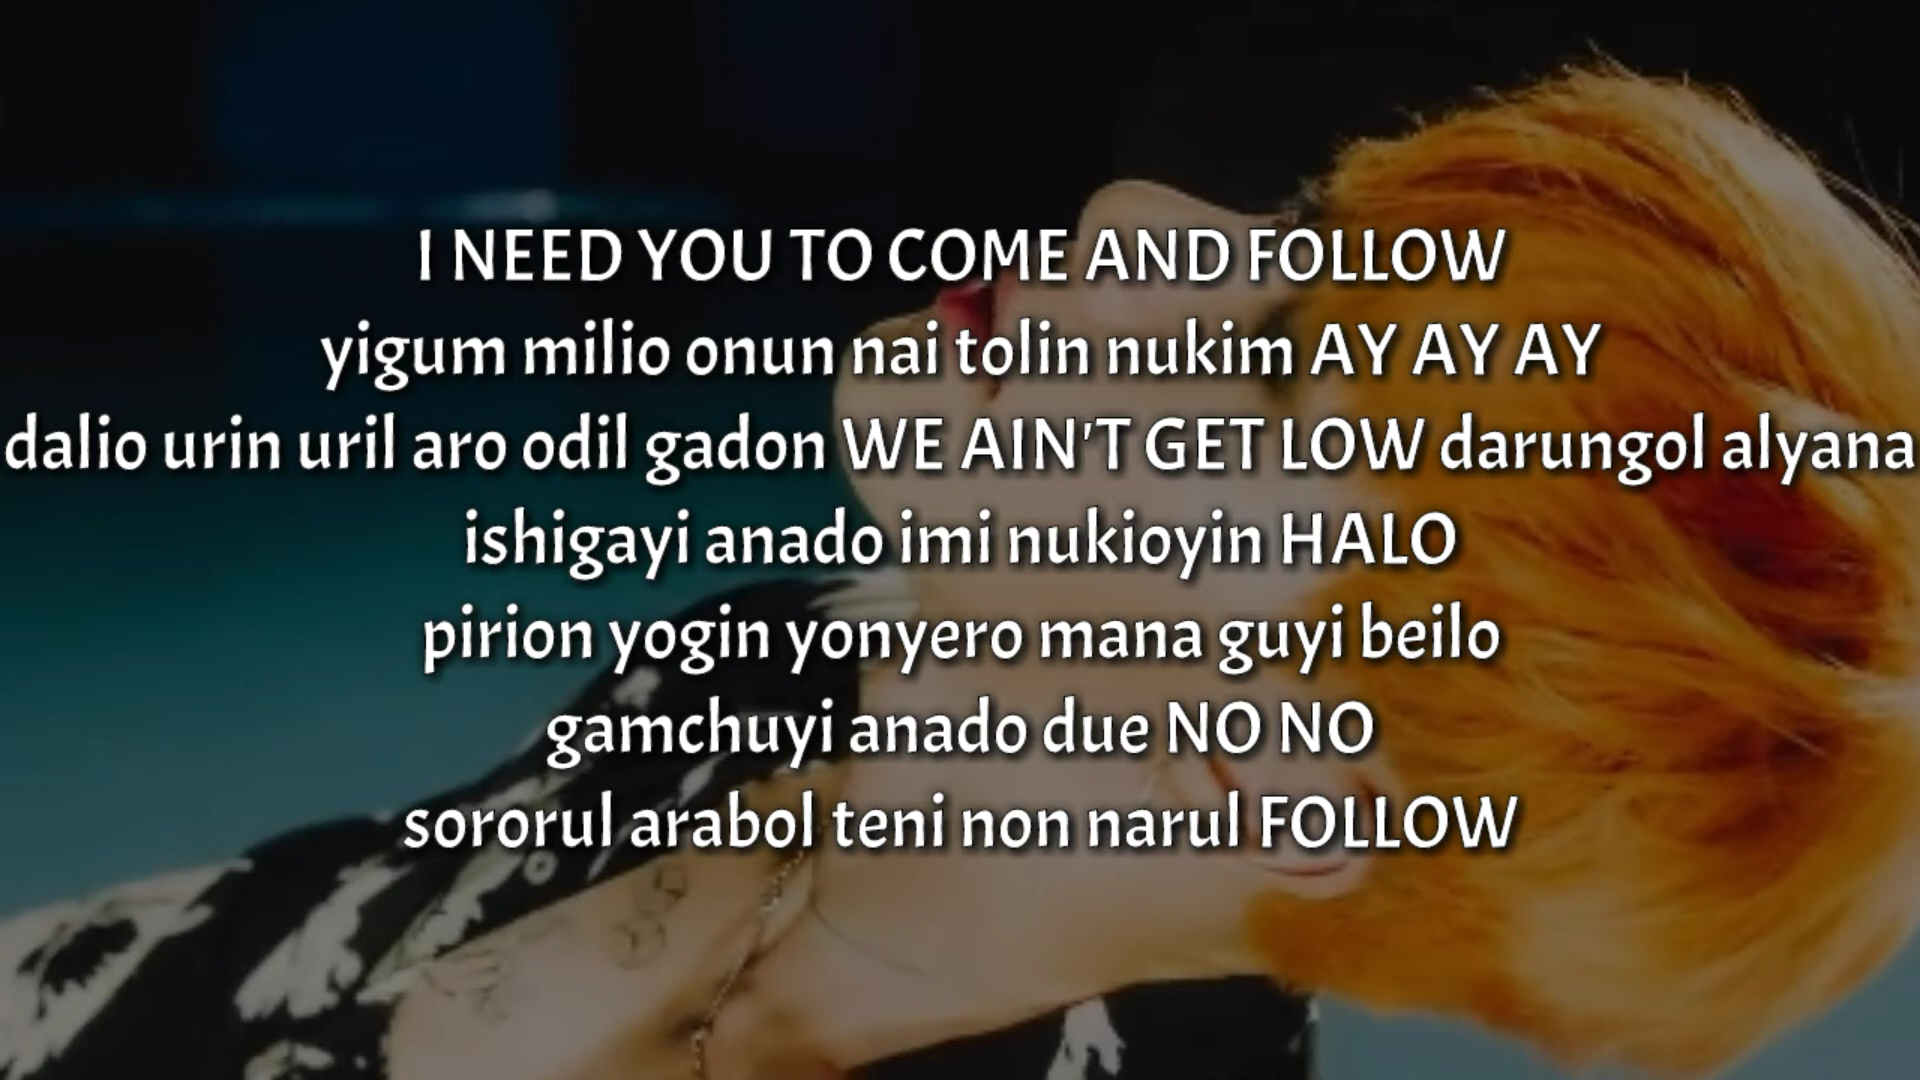 I NEED YOU TO COME AND FOLLOW
yigum milio onun nai tolin nukim AY AY AY
dalio urin uril aro odil gadon WE AIN'T GET LOW darungol alyana
ishigayi anado imi nukioyin HALO
pirion yogin yonyero mana guyi beilo
gamchuyi anado due NO NO
sororul arabol teni non narul FOLLOW